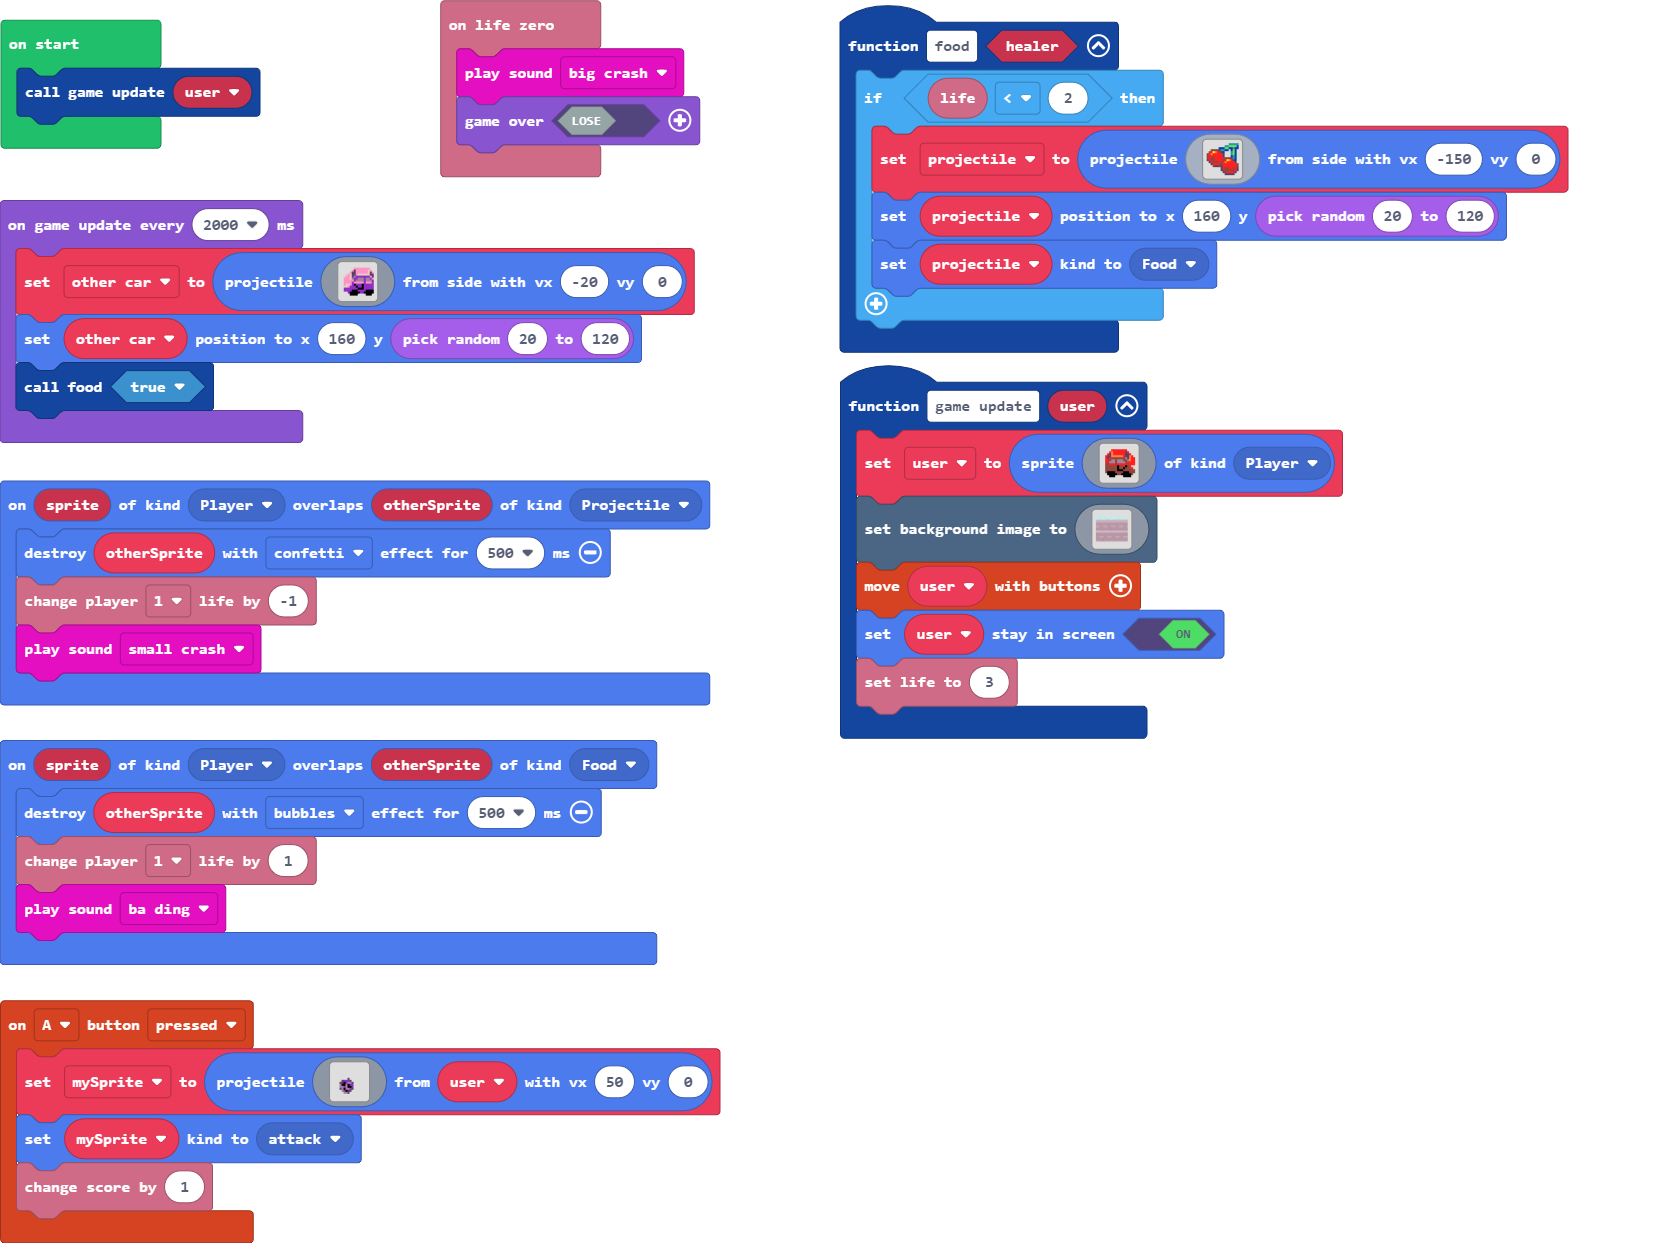 on start
call game update user
on life zero
play sound big crash
game over LOSE
on game update every 2000 ms
set other car to projectile from side with vx -20 vy 0
set other car position to x 160 y pick random 20 to 120
call food true
on sprite of kind Player overlaps otherSprite of kind Projectile
destroy otherSprite with confetti effect for 500 ms
change player 1 life by -1
play sound small crash
on sprite of kind Player overlaps otherSprite of kind Food
destroy otherSprite with bubbles effect for 500 ms
change player 1 life by 1
play sound ba ding
on A button pressed
set mySprite to projectile from user with vx 50 vy 0
set mySprite kind to attack
change score by 1
function food healer
if life < 2 then
set projectile to projectile from side with vx -150 vy 0
set projectile position to x 160 y pick random 20 to 120
set projectile kind to Food
function game update user
set user to sprite of kind Player
set background image to
move user with buttons
set user stay in screen ON
set life to 3